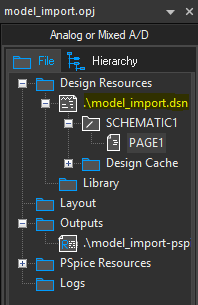 model_import.opj
Analog or Mixed A/D
File Hierarchy
Design Resources
.\model_import.dsn
SCHEMATIC1
PAGE1
Design Cache
Library
Layout
Outputs
.\model_import-psp
PSpice Resources
Logs